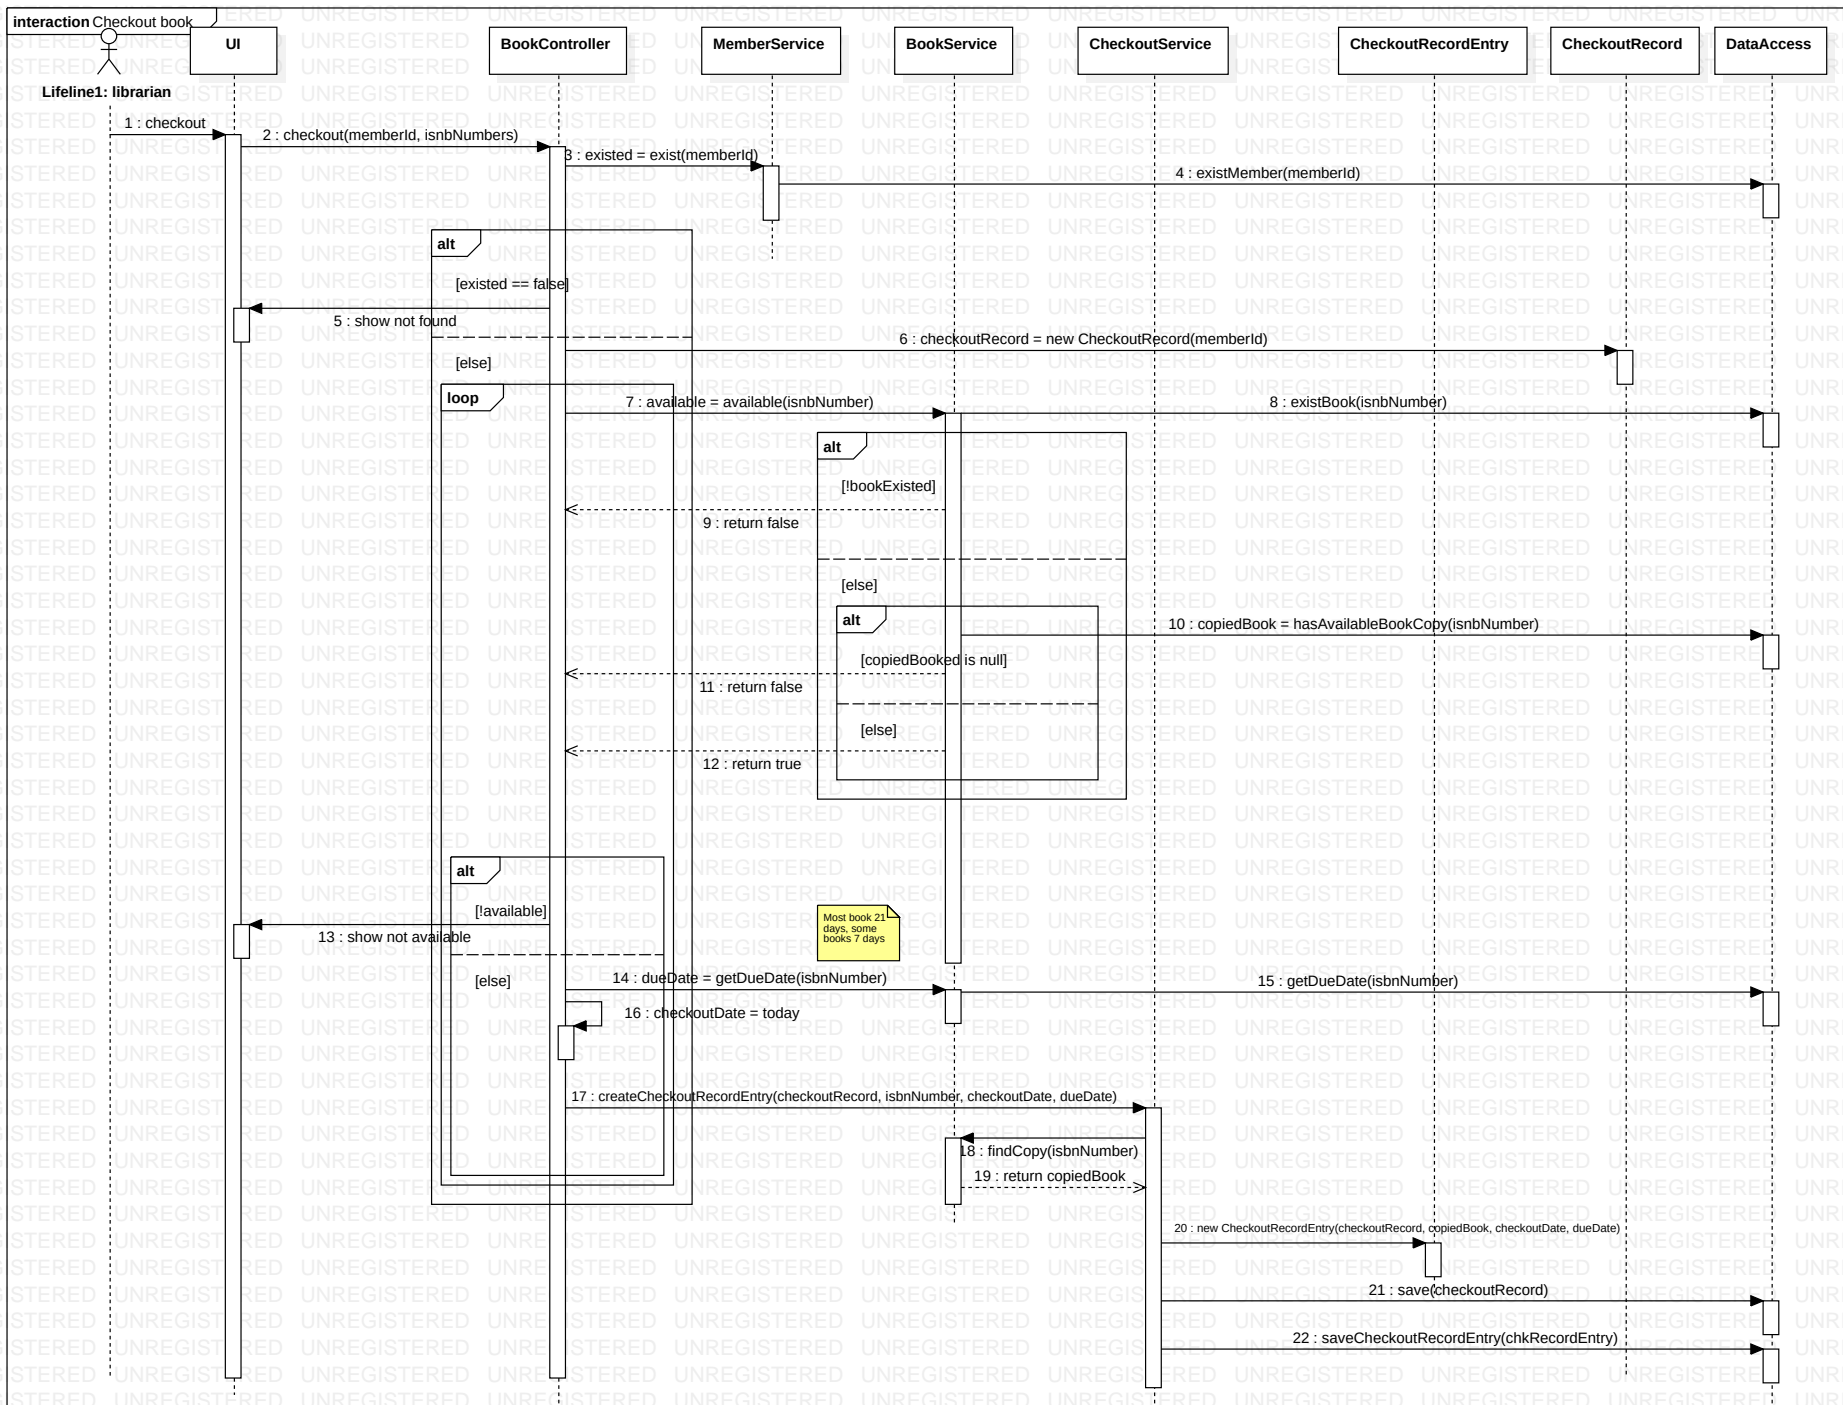 interaction Checkout book
UI
BookController
MemberService
BookService
CheckoutService
CheckoutRecordEntry
CheckoutRecord
DataAccess
Lifeline1: librarian
1 : checkout
2 : checkout(memberId, isnbNumbers)
3 : existed = exist(memberId)
4 : existMember(memberId)
alt
[existed == false]
5 : show not found
6 : checkoutRecord = new CheckoutRecord(memberId)
[else]
loop
7 : available = available(isnbNumber)
8 : existBook(isnbNumber)
alt
[!bookExisted]
9 : return false
[else]
alt
10 : copiedBook = hasAvailableBookCopy(isnbNumber)
[copiedBooked is null]
11 : return false
[else]
12 : return true
alt
[!available]
Most book 21
days, some
books 7 days
13 : show not available
[else]
14 : dueDate = getDueDate(isbnNumber)
15 : getDueDate(isbnNumber)
16 : checkoutDate = today
17 : createCheckoutRecordEntry(checkoutRecord, isbnNumber, checkoutDate, dueDate)
18 : findCopy(isbnNumber)
19 : return copiedBook
20 : new CheckoutRecordEntry(checkoutRecord, copiedBook, checkoutDate, dueDate)
21 : save(checkoutRecord)
22 : saveCheckoutRecordEntry(chkRecordEntry)
UNREGISTERED